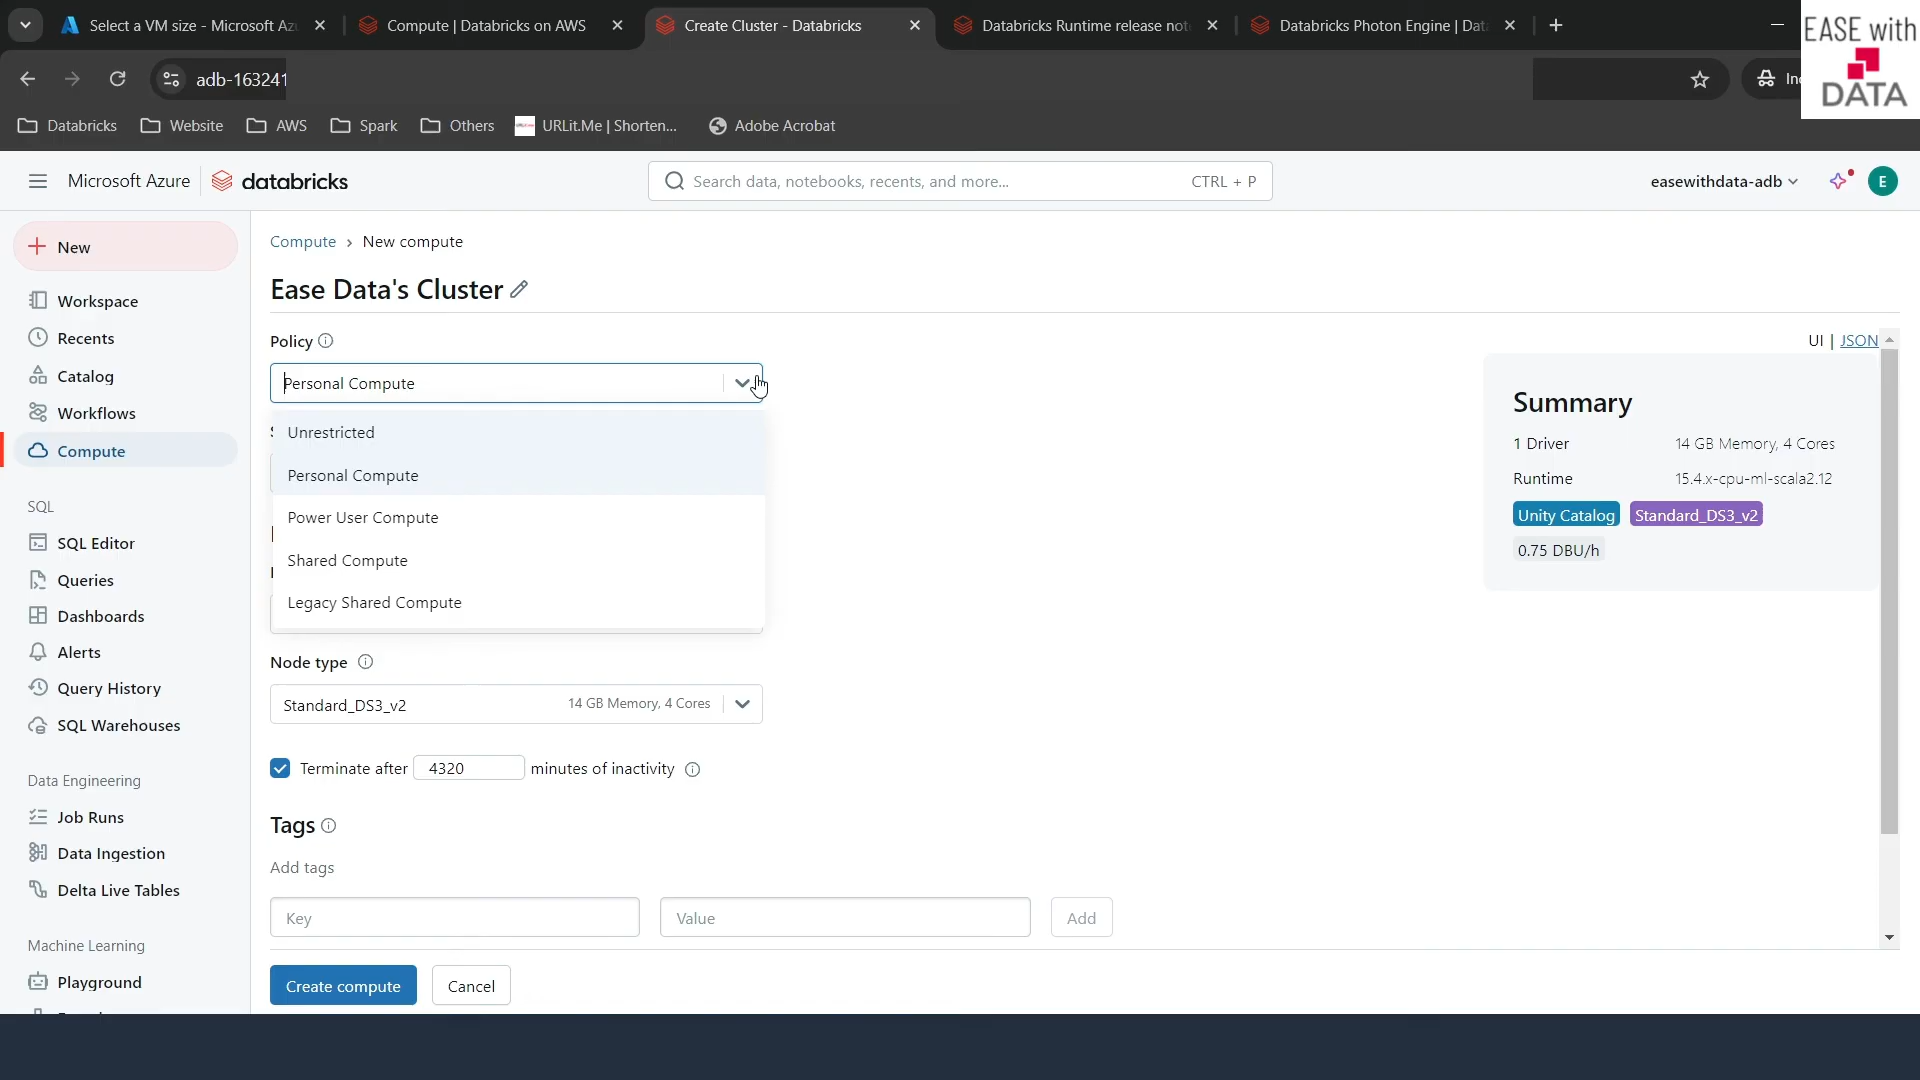 Select a VM size - Microsoft Az
Compute | Databricks on AWS
Create Cluster - Databricks
Databricks Runtime release not
Databricks Photon Engine | Dat
EASE with
DATA
adb-163241
Databricks
Website
AWS
Spark
Others
URLit.Me | Shorten...
Adobe Acrobat
Microsoft Azure
databricks
Search data, notebooks, recents, and more...
CTRL + P
easewithdata-adb
E
New
Workspace
Recents
Catalog
Workflows
Compute
SQL
SQL Editor
Queries
Dashboards
Alerts
Query History
SQL Warehouses
Data Engineering
Job Runs
Data Ingestion
Delta Live Tables
Machine Learning
Playground
Compute › New compute
Ease Data's Cluster
Policy
Personal Compute
Unrestricted
Personal Compute
Power User Compute
Shared Compute
Legacy Shared Compute
Node type
Standard_DS3_v2 14 GB Memory, 4 Cores
Terminate after 4320 minutes of inactivity
Tags
Add tags
Key
Value
Add
Create compute
Cancel
UI | JSON
Summary
1 Driver 14 GB Memory, 4 Cores
Runtime 15.4.x-cpu-ml-scala2.12
Unity Catalog Standard_DS3_v2
0.75 DBU/h